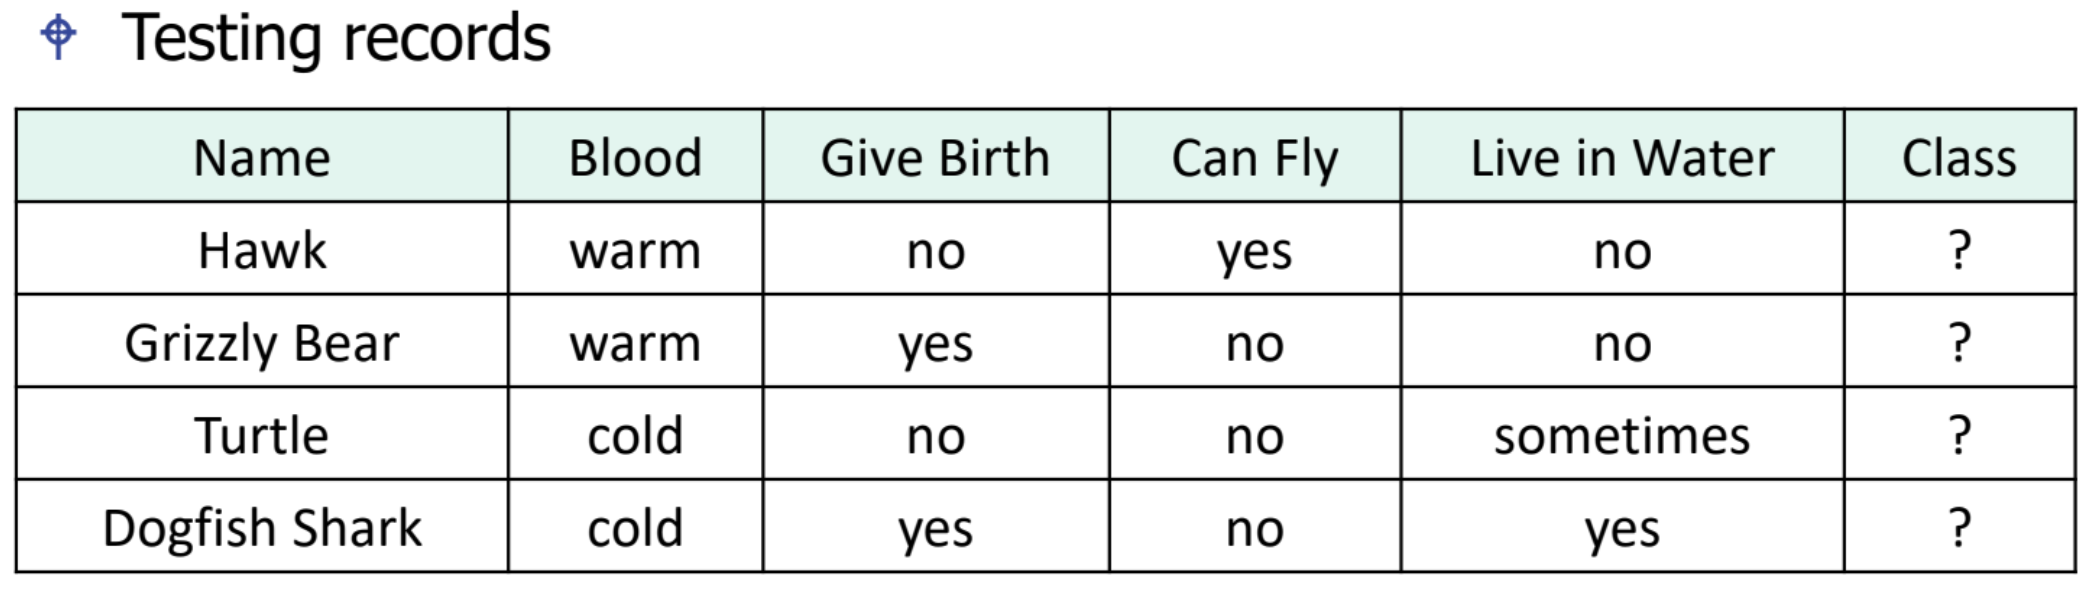 Testing records
Name Blood Give Birth Can Fly Live in Water Class
Hawk warm no yes no ?
Grizzly Bear warm yes no no ?
Turtle cold no no sometimes ?
Dogfish Shark cold yes no yes ?